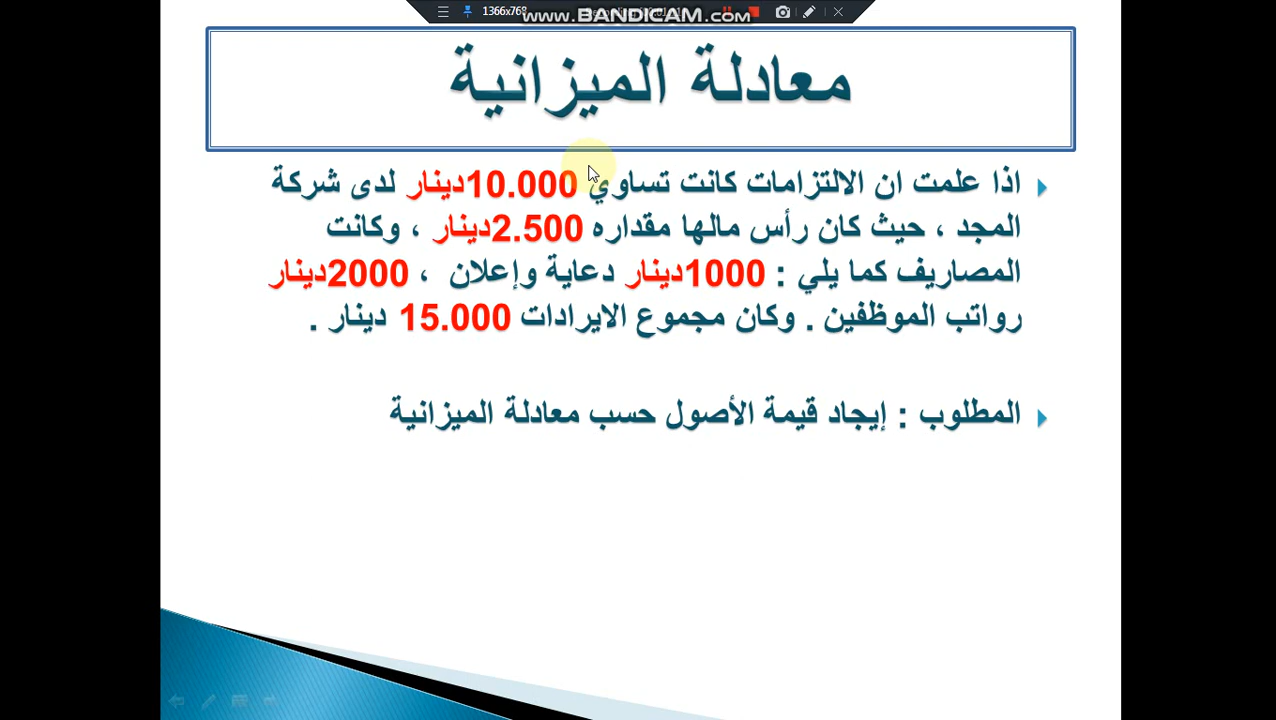 1366x768
www.BANDICAM.com
معادلة الميزانية
اذا علمت ان الالتزامات كانت تساوي 10.000دينار لدى شركة
المجد ، حيث كان رأس مالها مقداره 2.500دينار ، وكانت
المصاريف كما يلي : 1000دينار دعاية وإعلان ، 2000دينار
رواتب الموظفين . وكان مجموع الايرادات 15.000 دينار .
المطلوب : إيجاد قيمة الأصول حسب معادلة الميزانية